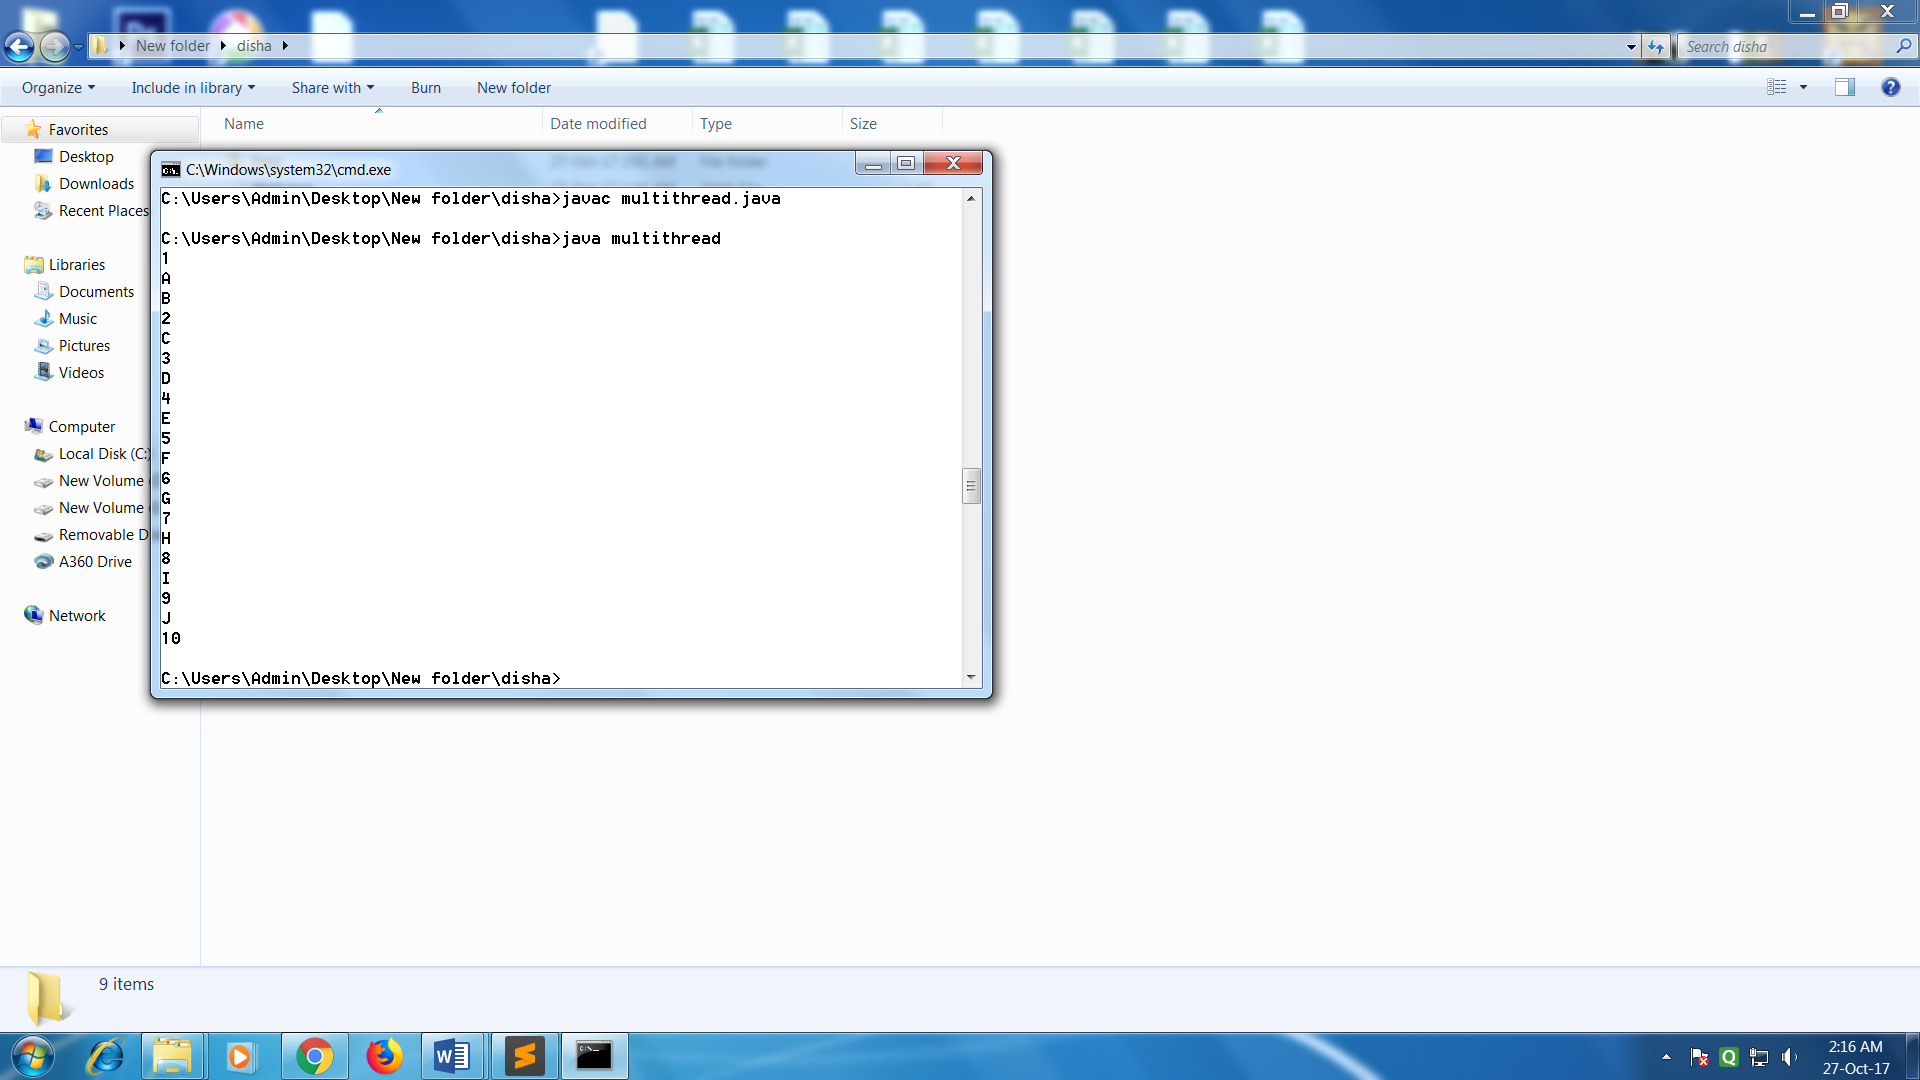 New folder disha
Search disha
Organize Include in library Share with Burn New folder
Name Date modified Type Size
Favorites
Desktop
Downloads
Recent Places
Libraries
Documents
Music
Pictures
Videos
Computer
Local Disk (C:)
New Volume
New Volume
Removable D
A360 Drive
Network
C:\Windows\system32\cmd.exe
C:\Users\Admin\Desktop\New folder\disha>javac multithread.java
C:\Users\Admin\Desktop\New folder\disha>java multithread
1
A
B
2
C
3
D
4
E
5
F
6
G
7
H
8
I
9
J
10
C:\Users\Admin\Desktop\New folder\disha>
9 items
2:16 AM
27-Oct-17